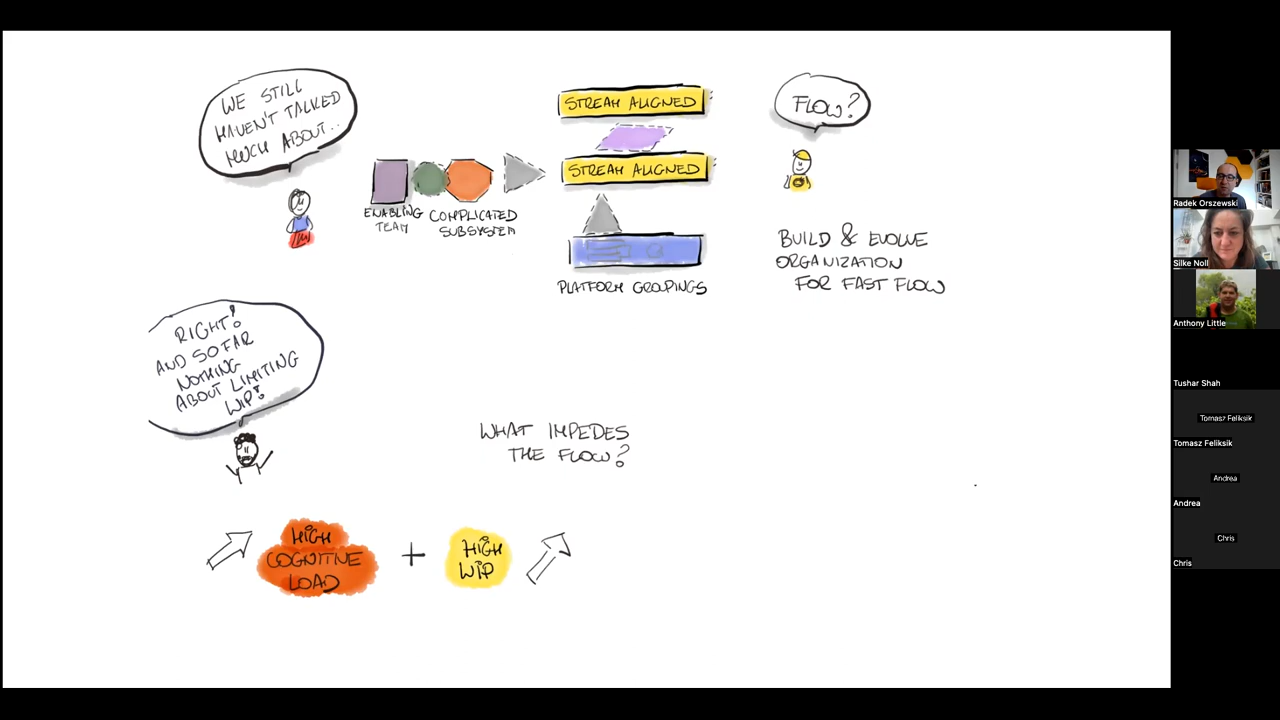 WE STILL
HAVEN'T TALKED
MUCH ABOUT...
STREAM ALIGNED
STREAM ALIGNED
ENABLING
TEAM
COMPLICATED
SUBSYSTEM
PLATFORM GROUPINGS
FLOW?
BUILD & EVOLVE
ORGANIZATION
FOR FAST FLOW
RIGHT!
AND SO FAR
NOTHING
ABOUT LIMITING
WIP!
WHAT IMPEDES
THE FLOW?
HIGH
COGNITIVE
LOAD
+
HIGH
WIP
Radek Orszewski
Silke Noll
Anthony Little
Tushar Shah
Tomasz Feliksik
Tomasz Feliksik
Andrea
Andrea
Chris
Chris